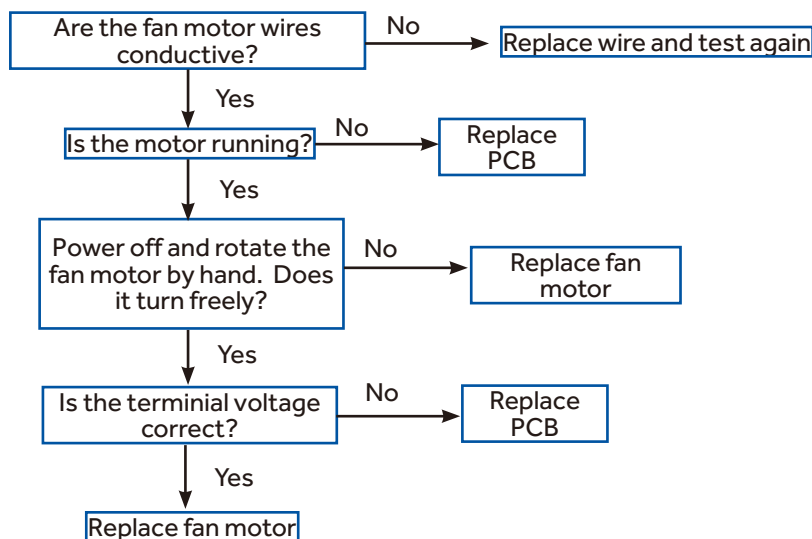 Are the fan motor wires
conductive?
No
Replace wire and test again
Yes
Is the motor running?
No
Replace
PCB
Yes
Power off and rotate the
fan motor by hand.  Does
it turn freely?
No
Replace fan
motor
Yes
Is the terminial voltage
correct?
No
Replace
PCB
Yes
Replace fan motor